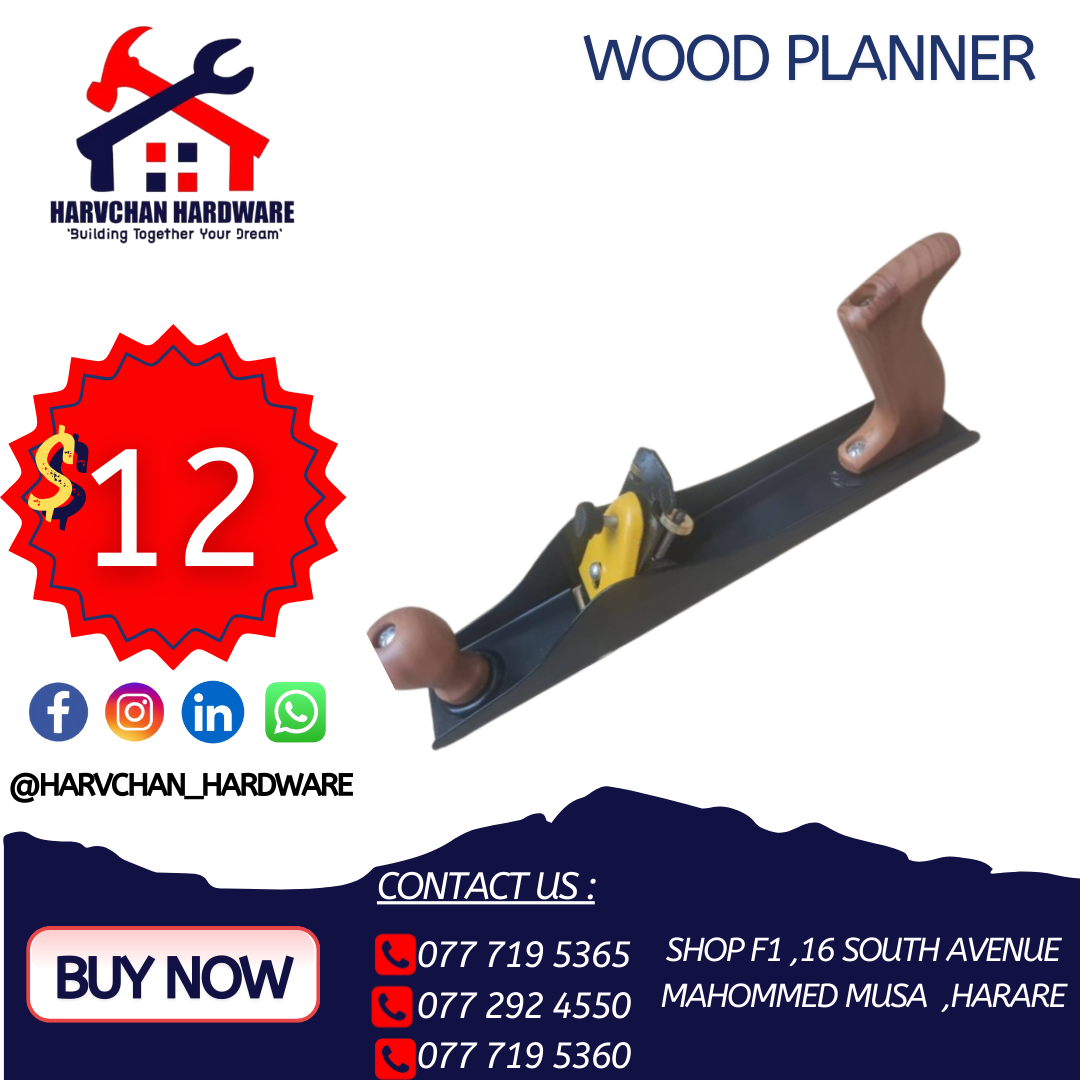 WOOD PLANNER
HARVCHAN HARDWARE
'Building Together Your Dream'
$12
@HARVCHAN_HARDWARE
CONTACT US :
BUY NOW
077 719 5365
077 292 4550
077 719 5360
SHOP F1 ,16 SOUTH AVENUE
MAHOMMED MUSA ,HARARE